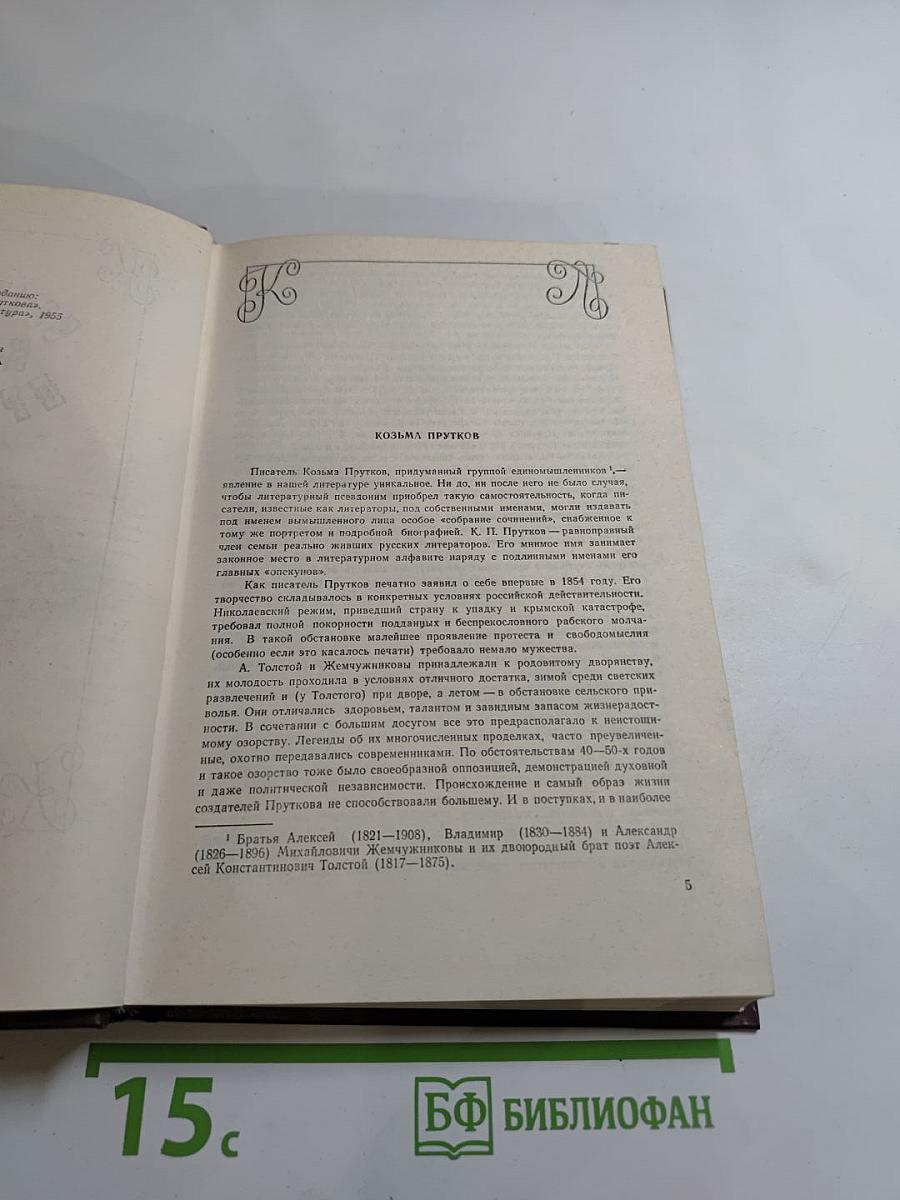 данию:
уткова».
тура», 1955
К П
КОЗЬМА ПРУТКОВ
Писатель Козьма Прутков, придуманный группой единомышленников ¹,—
явление в нашей литературе уникальное. Ни до, ни после него не было случая,
чтобы литературный псевдоним приобрел такую самостоятельность, когда пи-
сатели, известные как литераторы, под собственными именами, могли издавать
под именем вымышленного лица особое «собрание сочинений», снабженное к
тому же портретом и подробной биографией. К. П. Прутков — равноправный
член семьи реально живших русских литераторов. Его мнимое имя занимает
законное место в литературном алфавите наряду с подлинными именами его
главных «опекунов».
Как писатель Прутков печатно заявил о себе впервые в 1854 году. Его
творчество складывалось в конкретных условиях российской действительности.
Николаевский режим, приведший страну к упадку и крымской катастрофе,
требовал полной покорности подданных и беспрекословного рабского молча-
ния. В такой обстановке малейшее проявление протеста и свободомыслия
(особенно если это касалось печати) требовало немало мужества.
А. Толстой и Жемчужниковы принадлежали к родовитому дворянству,
их молодость проходила в условиях отличного достатка, зимой среди светских
развлечений и (у Толстого) при дворе, а летом — в обстановке сельского при-
волья. Они отличались здоровьем, талантом и завидным запасом жизнерадост-
ности. В сочетании с большим досугом все это предрасполагало к неистощи-
мому озорству. Легенды об их многочисленных проделках, часто преувеличен-
ные, охотно передавались современниками. По обстоятельствам 40—50-х годов
и такое озорство тоже было своеобразной оппозицией, демонстрацией духовной
и даже политической независимости. Происхождение и самый образ жизни
создателей Пруткова не способствовали большему. И в поступках, и в наиболее
¹ Братья Алексей (1821—1908), Владимир (1830—1884) и Александр
(1826—1896) Михайловичи Жемчужниковы и их двоюродный брат поэт Алек-
сей Константинович Толстой (1817—1875).
5
15 с
БФ БИБЛИОФАН